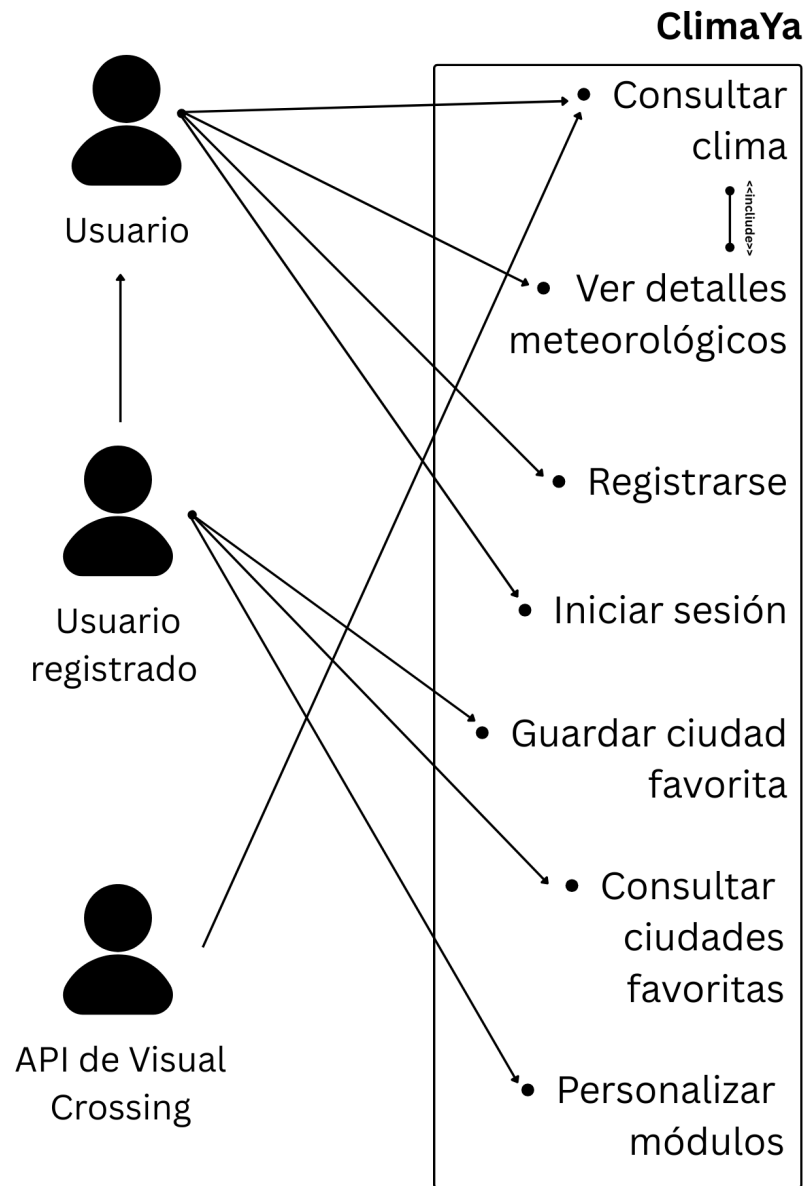 ClimaYa
Consultar
clima
<<incliude>>
Usuario
Ver detalles
meteorológicos
Registrarse
Iniciar sesión
Usuario
registrado
Guardar ciudad
favorita
Consultar
ciudades
favoritas
API de Visual
Crossing
Personalizar
módulos